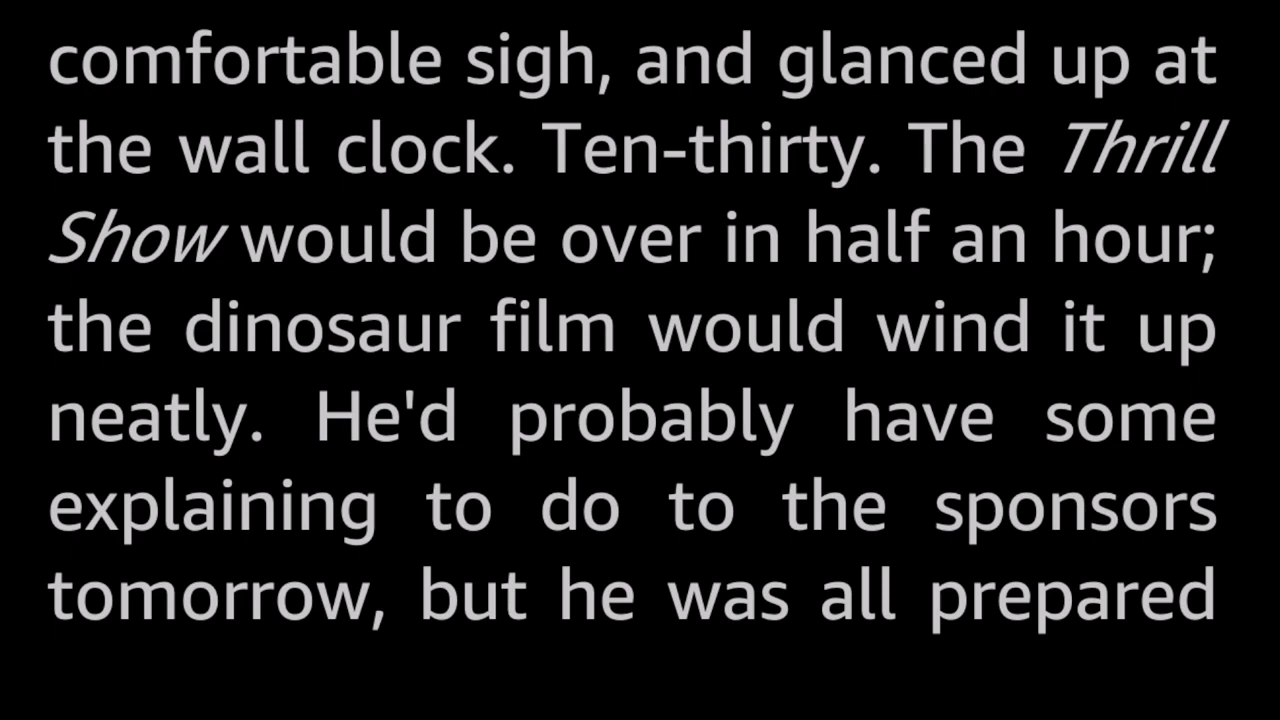 comfortable sigh, and glanced up at
the wall clock. Ten-thirty. The Thrill
Show would be over in half an hour;
the dinosaur film would wind it up
neatly. He'd probably have some
explaining to do to the sponsors
tomorrow, but he was all prepared